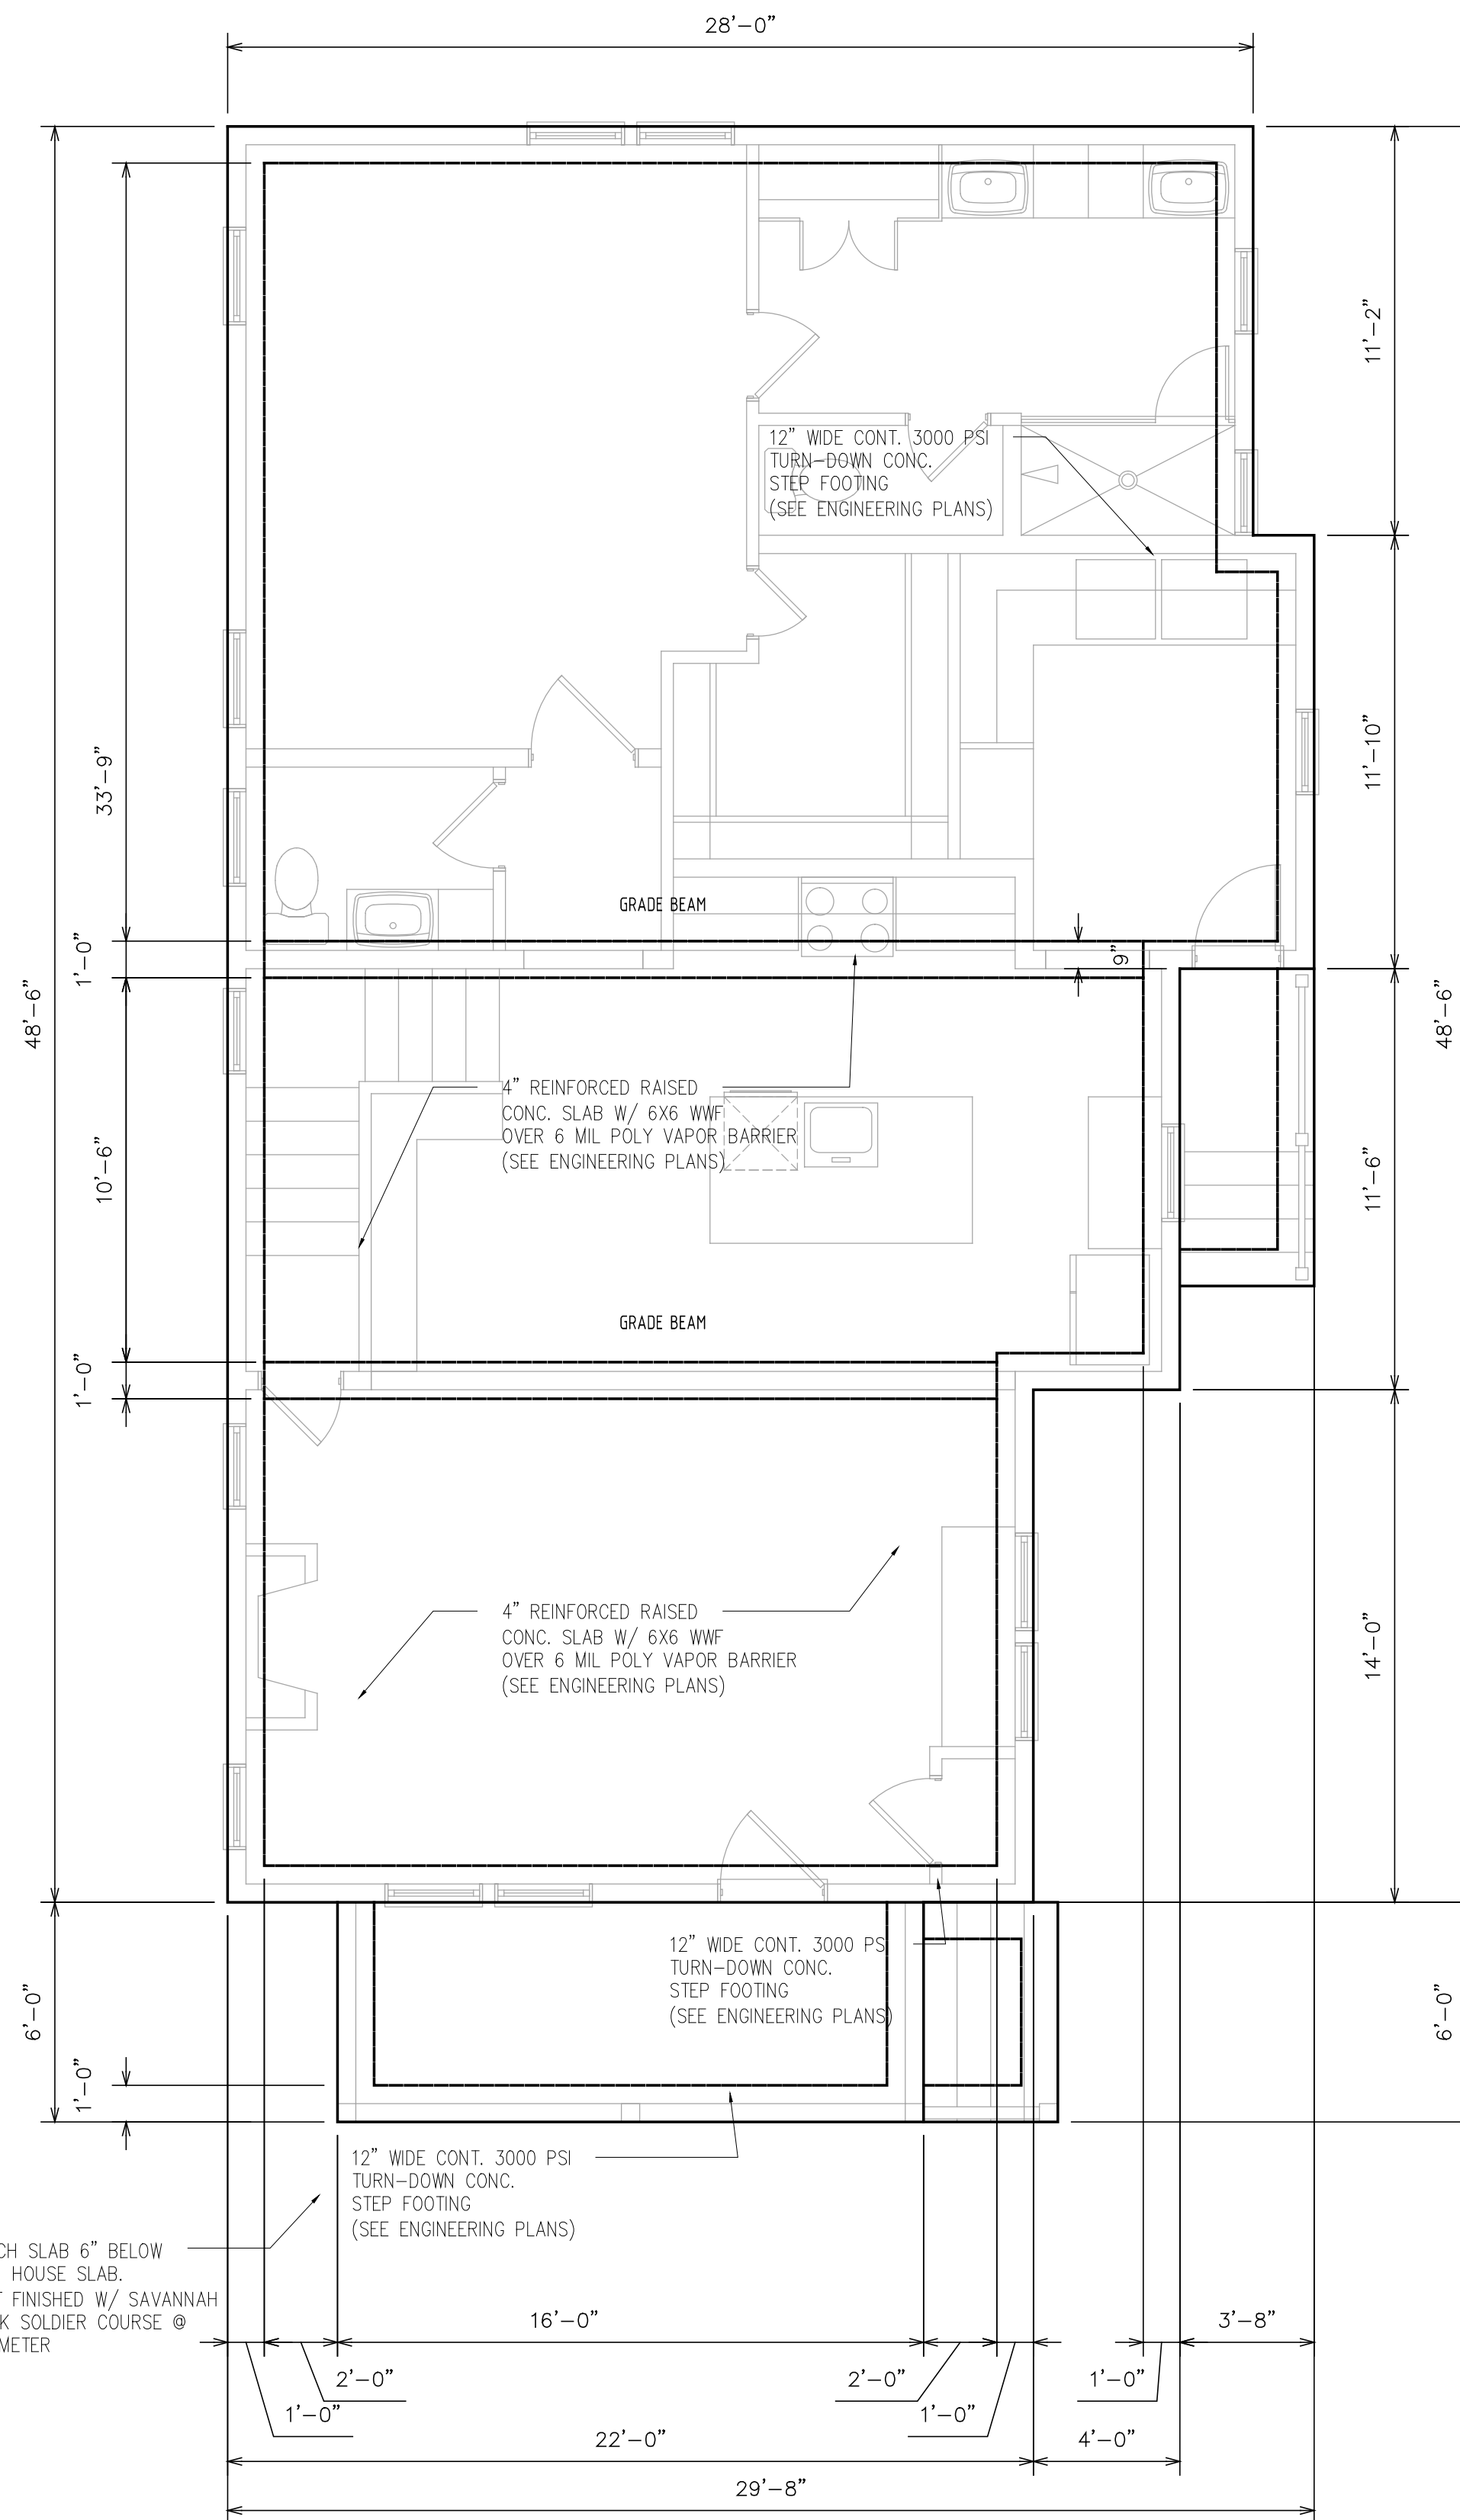 28'-0"
11'-2"
12" WIDE CONT. 3000 PSI
TURN-DOWN CONC.
STEP FOOTING
(SEE ENGINEERING PLANS)
33'-9"
11'-10"
GRADE BEAM
1'-0"
9"
48'-6"
48'-6"
4" REINFORCED RAISED
CONC. SLAB W/ 6X6 WWF
OVER 6 MIL POLY VAPOR BARRIER
(SEE ENGINEERING PLANS)
10'-6"
11'-6"
GRADE BEAM
1'-0"
4" REINFORCED RAISED
CONC. SLAB W/ 6X6 WWF
OVER 6 MIL POLY VAPOR BARRIER
(SEE ENGINEERING PLANS)
14'-0"
12" WIDE CONT. 3000 PSI
TURN-DOWN CONC.
STEP FOOTING
(SEE ENGINEERING PLANS)
6'-0"
6'-0"
1'-0"
12" WIDE CONT. 3000 PSI
TURN-DOWN CONC.
STEP FOOTING
(SEE ENGINEERING PLANS)
CH SLAB 6" BELOW
HOUSE SLAB.
FINISHED W/ SAVANNAH
K SOLDIER COURSE @
METER
16'-0"
3'-8"
2'-0"
2'-0"
1'-0"
1'-0"
1'-0"
22'-0"
4'-0"
29'-8"